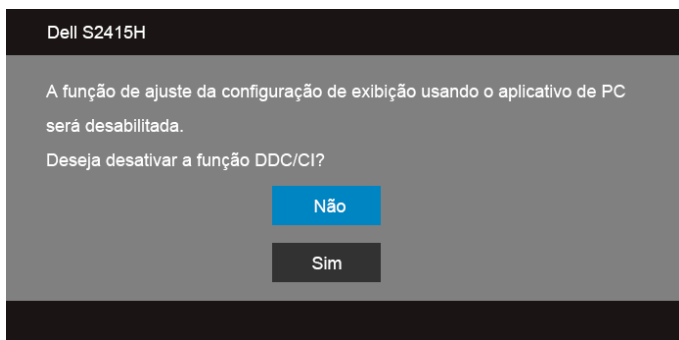 Dell S2415H
A função de ajuste da configuração de exibição usando o aplicativo de PC
será desabilitada.
Deseja desativar a função DDC/CI?
Não
Sim